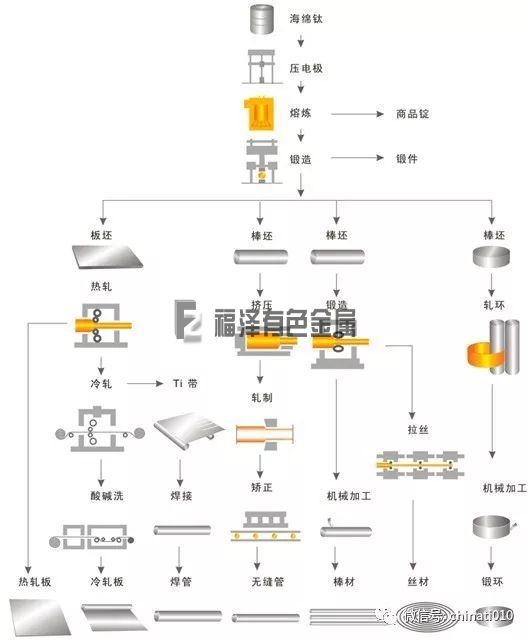 海绵钛
压电极
熔炼
商品锭
锻造
锻件
板坯
棒坯
棒坯
棒坯
热轧
挤压
锻造
轧环
福泽有色金属
冷轧
Ti 带
轧制
拉丝
酸碱洗
焊接
矫正
机械加工
机械加工
热轧板
冷轧板
焊管
无缝管
棒材
丝材
锻环
微信号: chinati010